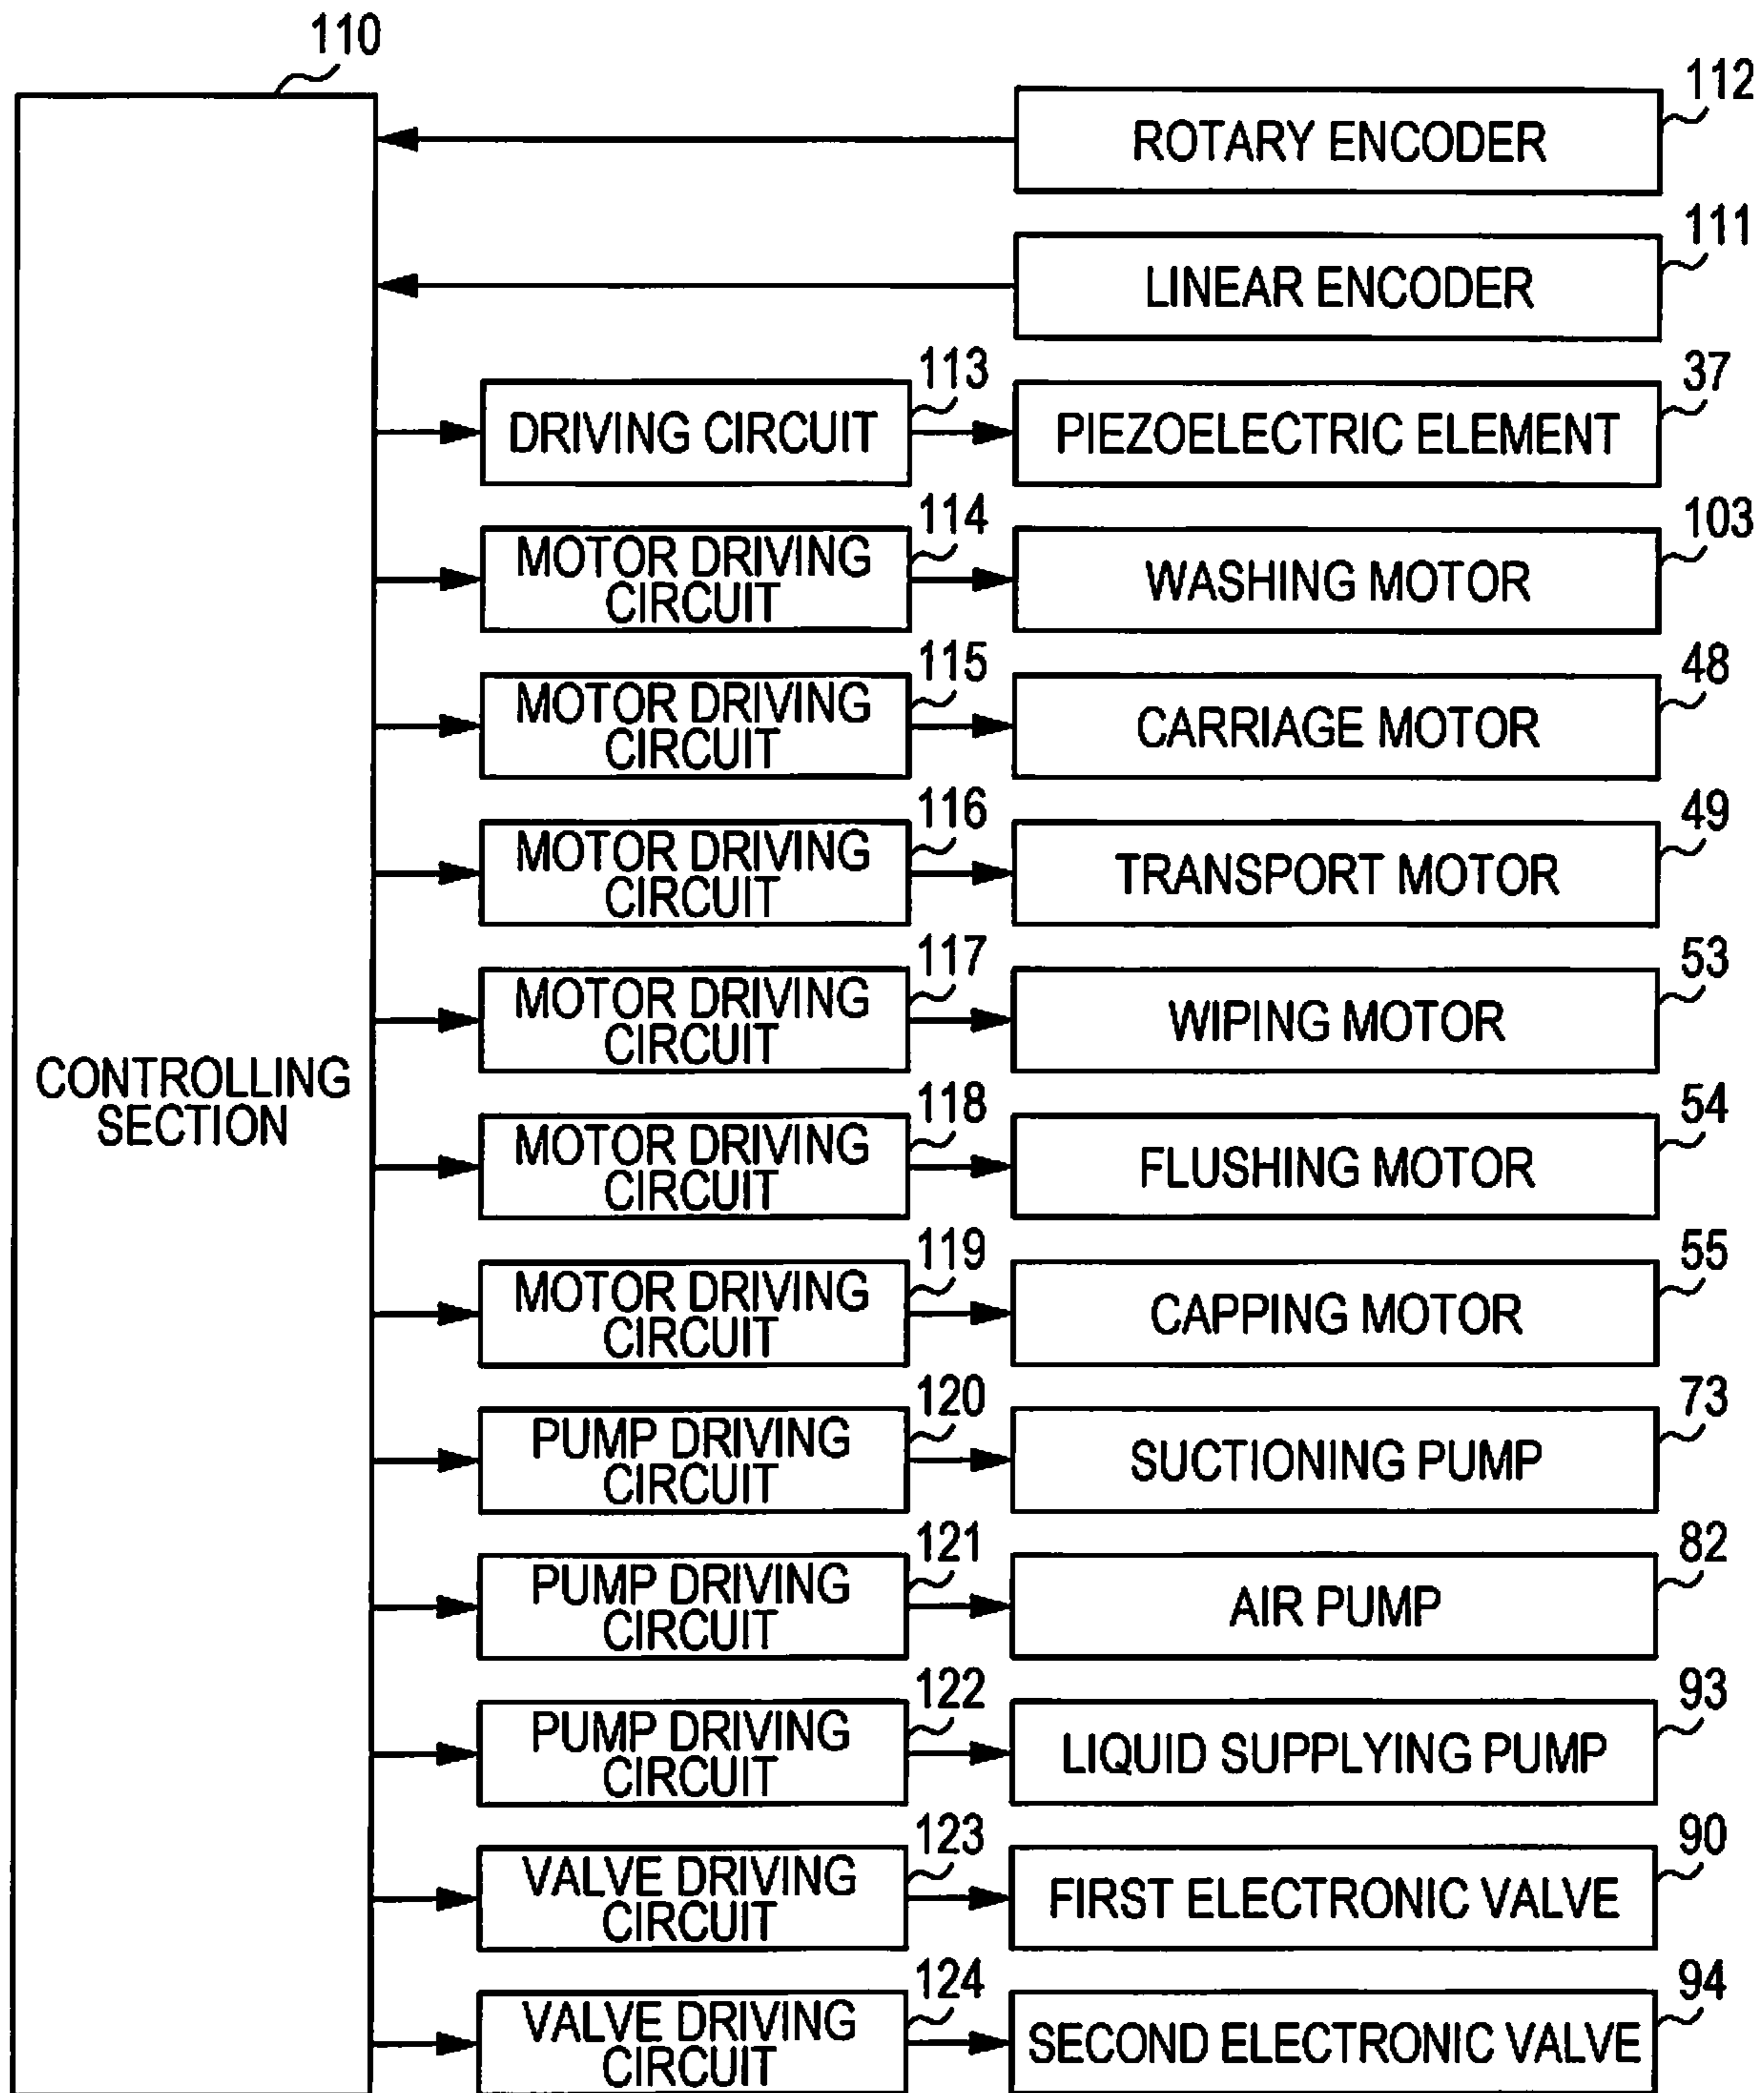 110
112
ROTARY ENCODER
111
LINEAR ENCODER
113
37
DRIVING CIRCUIT
PIEZOELECTRIC ELEMENT
114
103
MOTOR DRIVING
CIRCUIT
WASHING MOTOR
115
48
MOTOR DRIVING
CIRCUIT
CARRIAGE MOTOR
116
49
MOTOR DRIVING
CIRCUIT
TRANSPORT MOTOR
117
53
MOTOR DRIVING
CIRCUIT
WIPING MOTOR
CONTROLLING
SECTION
118
54
MOTOR DRIVING
CIRCUIT
FLUSHING MOTOR
119
55
MOTOR DRIVING
CIRCUIT
CAPPING MOTOR
120
73
PUMP DRIVING
CIRCUIT
SUCTIONING PUMP
121
82
PUMP DRIVING
CIRCUIT
AIR PUMP
122
93
PUMP DRIVING
CIRCUIT
LIQUID SUPPLYING PUMP
123
90
VALVE DRIVING
CIRCUIT
FIRST ELECTRONIC VALVE
124
94
VALVE DRIVING
CIRCUIT
SECOND ELECTRONIC VALVE